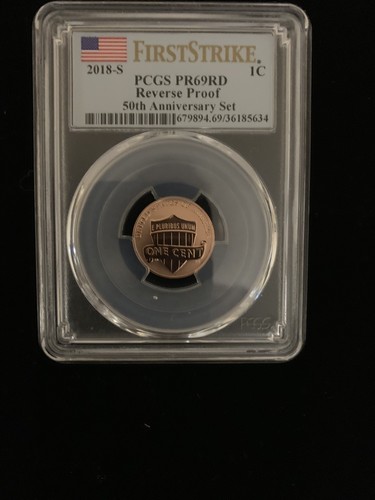 FIRSTSTRIKE®
2018-S 1C
PCGS PR69RD
Reverse Proof
50th Anniversary Set
679894.69/36185634
E PLURIBUS UNUM
ONE CENT
PCGS